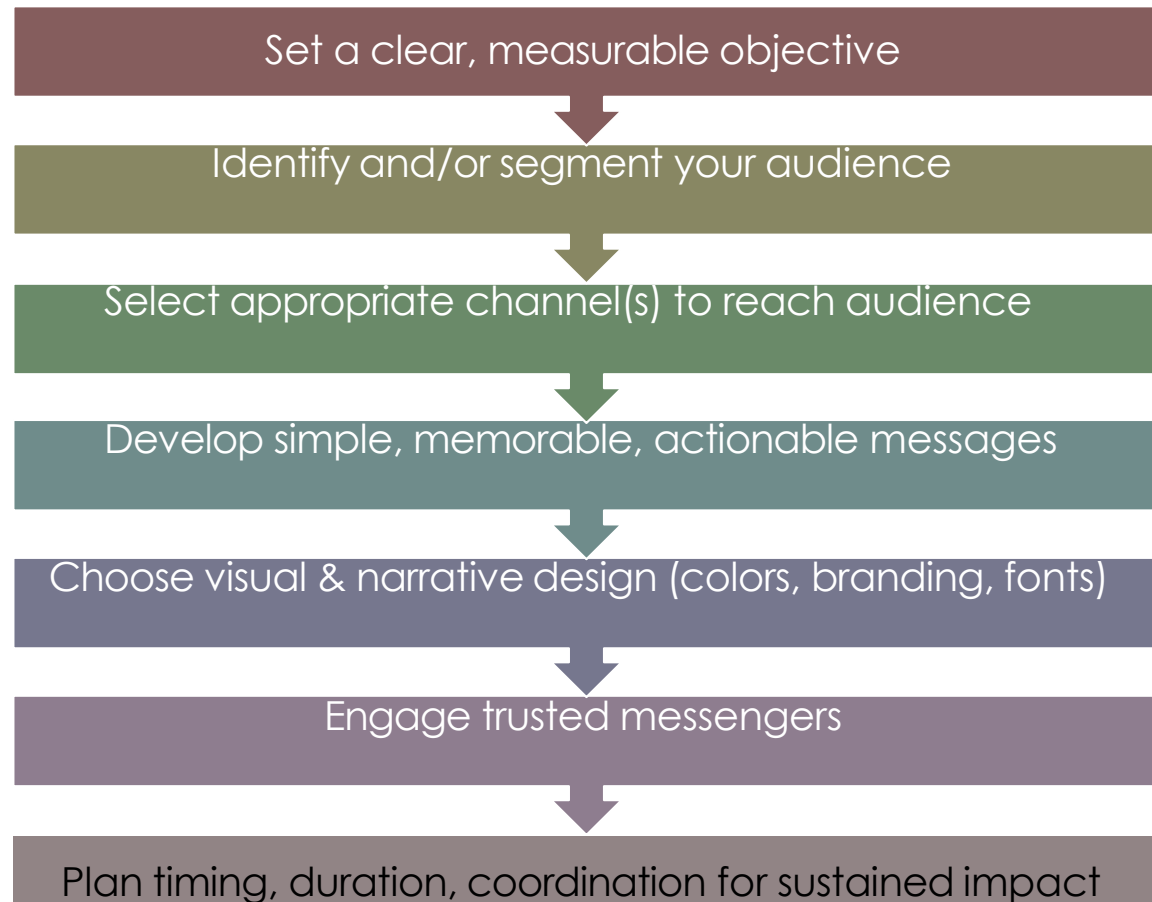 Set a clear, measurable objective
Identify and/or segment your audience
Select appropriate channel(s) to reach audience
Develop simple, memorable, actionable messages
Choose visual & narrative design (colors, branding, fonts)
Engage trusted messengers
Plan timing, duration, coordination for sustained impact